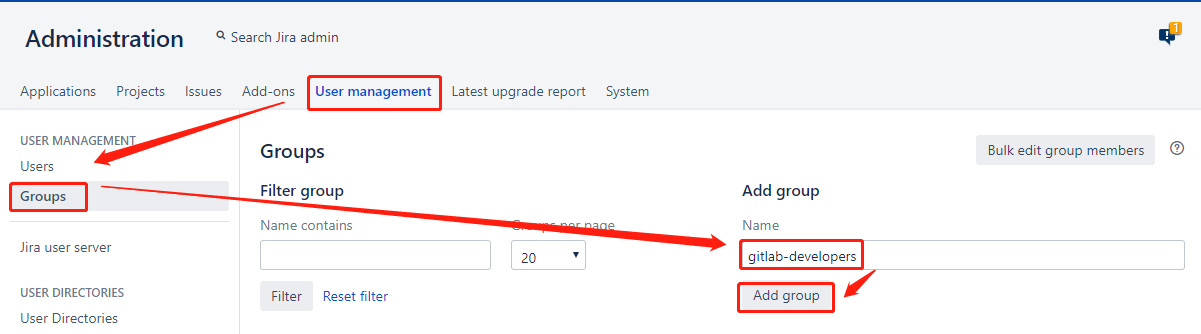 Administration
Search Jira admin
1
Applications Projects Issues Add-ons User management Latest upgrade report System
USER MANAGEMENT
Users
Groups
Jira user server
USER DIRECTORIES
User Directories
Groups
Bulk edit group members
?
Filter group
Name contains
Groups per page
20
Filter Reset filter
Add group
Name
gitlab-developers
Add group